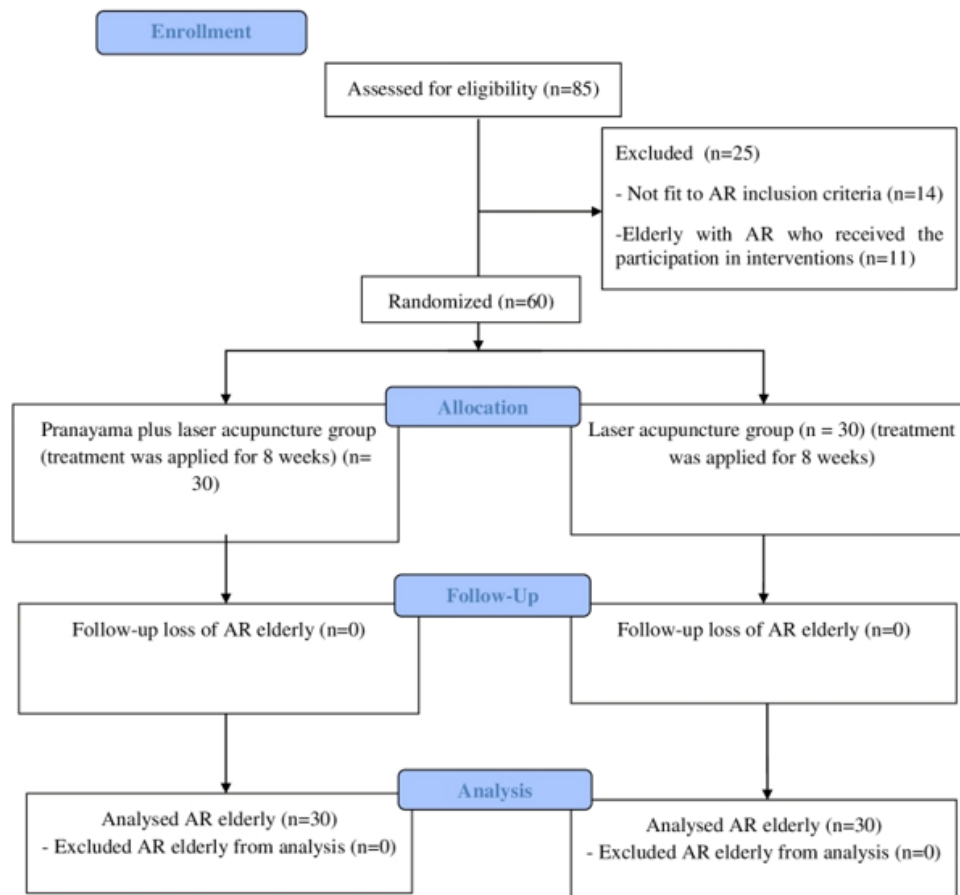 Enrollment
Assessed for eligibility (n=85)
Excluded (n=25)
- Not fit to AR inclusion criteria (n=14)
-Elderly with AR who received the
participation in interventions (n=11)
Randomized (n=60)
Allocation
Pranayama plus laser acupuncture group
(treatment was applied for 8 weeks) (n=
30)
Laser acupuncture group (n = 30) (treatment
was applied for 8 weeks)
Follow-Up
Follow-up loss of AR elderly (n=0)
Follow-up loss of AR elderly (n=0)
Analysis
Analysed AR elderly (n=30)
- Excluded AR elderly from analysis (n=0)
Analysed AR elderly (n=30)
- Excluded AR elderly from analysis (n=0)